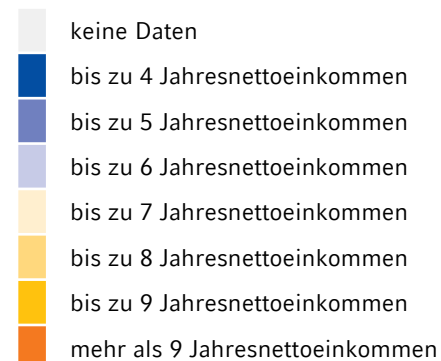 keine Daten
bis zu 4 Jahresnettoeinkommen
bis zu 5 Jahresnettoeinkommen
bis zu 6 Jahresnettoeinkommen
bis zu 7 Jahresnettoeinkommen
bis zu 8 Jahresnettoeinkommen
bis zu 9 Jahresnettoeinkommen
mehr als 9 Jahresnettoeinkommen